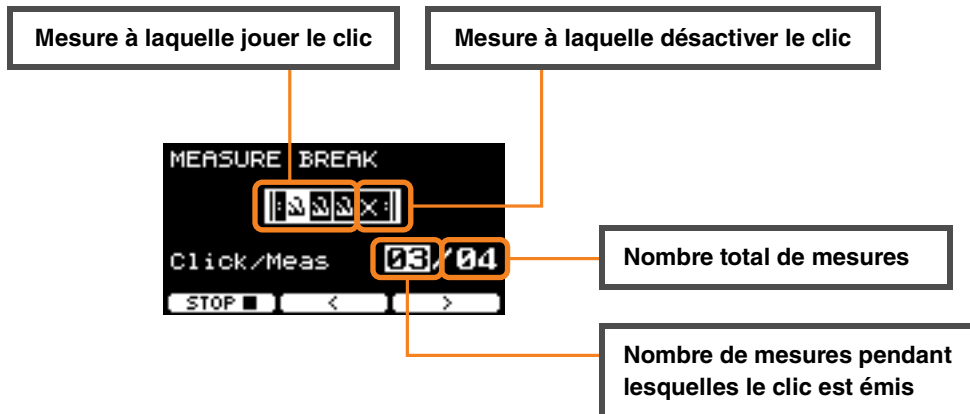 Mesure à laquelle jouer le clic
Mesure à laquelle désactiver le clic
MEASURE BREAK
Click/Meas 03/04
STOP ■ < >
Nombre total de mesures
Nombre de mesures pendant
lesquelles le clic est émis